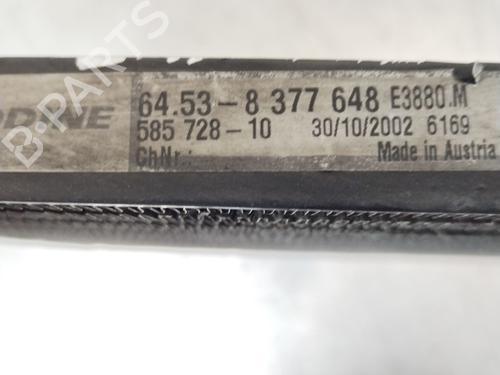 64.53-8 377 648 E3880.M
585 728-10 30/10/2002 6169
ChNr.: Made in Austria
B-PARTS